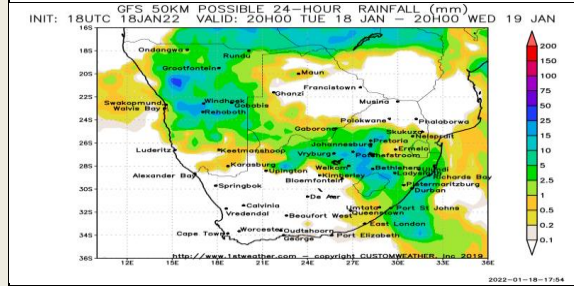 GFS 50KM POSSIBLE 24-HOUR RAINFALL (mm)
INIT: 18UTC 18JAN22 VALID: 20H00 TUE 18 JAN - 20H00 WED 19 JAN
16S
18S
20S
22S
24S
26S
28S
30S
32S
34S
36S
Ondangwa
Rundu
Grootfontein
Maun
Ghanzi
Francistown
Swakopmund
Walvis Bay
Windhoek
Gobabis
Rehoboth
Musina
Polokwane
Phalaborwa
Gaborone
Skukuza
Nelspruit
Johannesburg
Pretoria
Luderitz
Keetmanshoop
Vryburg
Potchefstroom
Ermelo
Karasburg
Welkom
Bethlehem
Alexander Bay
Upington
Kimberley
Ladysmith
Richards Bay
Bloemfontein
Springbok
Pietermaritzburg
Durban
De Aar
Calvinia
Vredendal
Umtata
Port St Johns
Beaufort West
Queenstown
East London
Worcester
Oudtshoorn
Cape Town
George
Port Elizabeth
http://www.1stweather.com - copyright CUSTOMWEATHER, Inc 2019
12E 15E 18E 21E 24E 27E 30E 33E 36E
200
150
100
75
50
25
15
10
5
2.5
1
0.5
0.2
0.1
2022-01-18-17:54